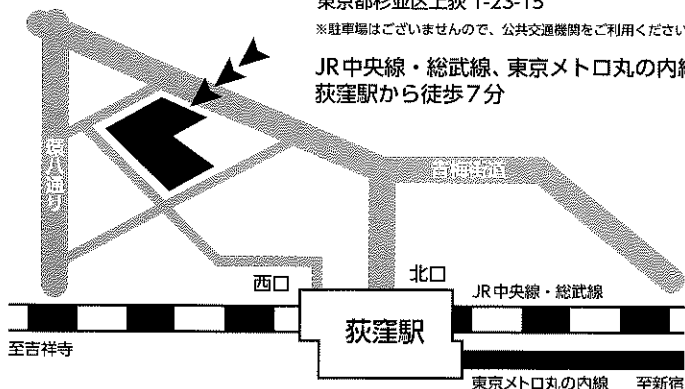 東京都杉並区上荻 1-23-15
※駐車場はございませんので、公共交通機関をご利用ください
JR中央線・総武線、東京メトロ丸の内線
荻窪駅から徒歩7分
環八通り
青梅街道
西口
北口
JR中央線・総武線
荻窪駅
至吉祥寺
東京メトロ丸の内線
至新宿